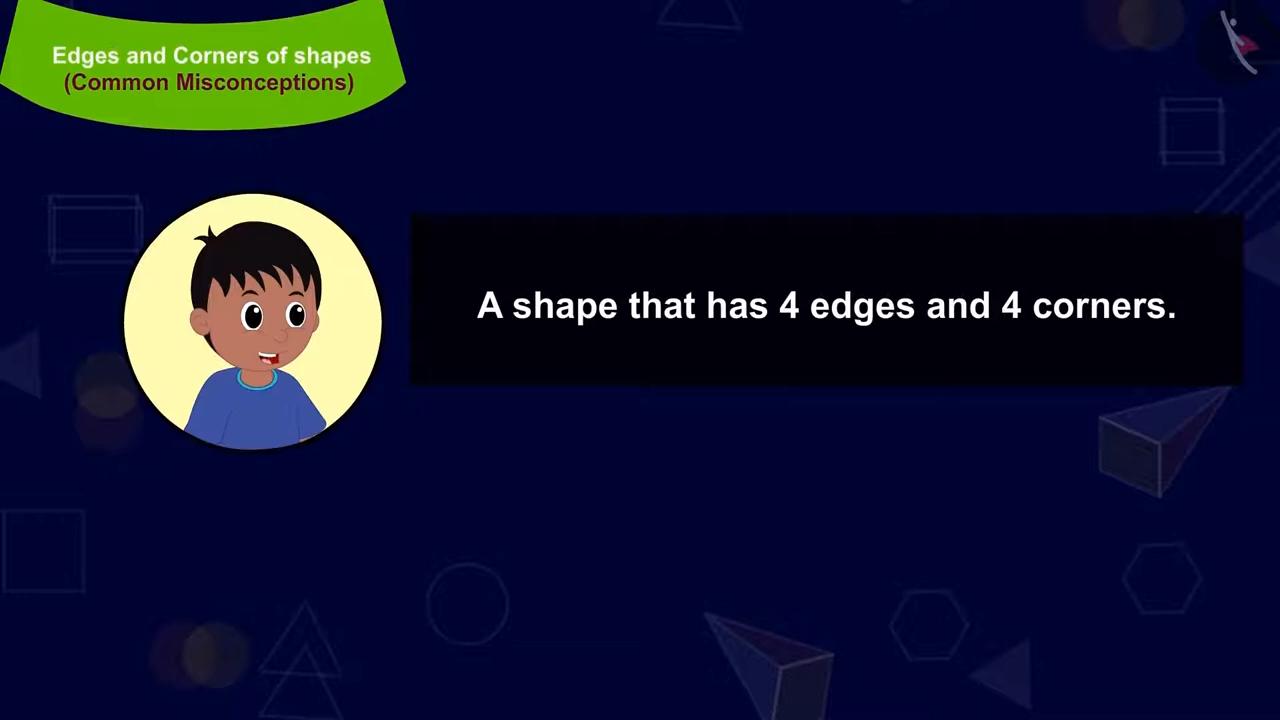 Edges and Corners of shapes
(Common Misconceptions)
A shape that has 4 edges and 4 corners.